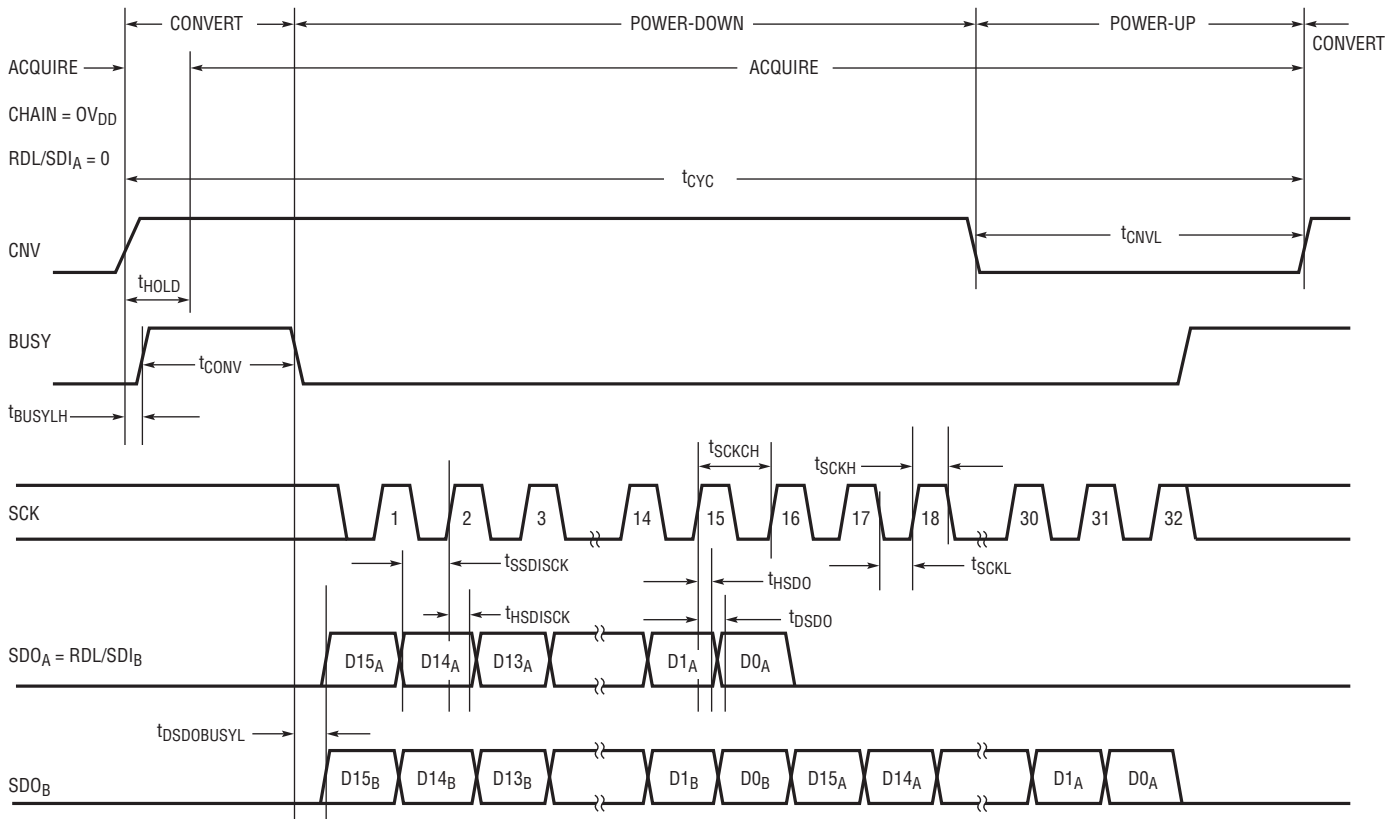 CONVERT POWER-DOWN POWER-UP
CONVERT
ACQUIRE ACQUIRE
CHAIN = OVDD
RDL/SDIA = 0
tCYC
CNV tCNVL
tHOLD
BUSY
tCONV
tBUSYLH
tSCKCH tSCKH
SCK 1 2 3 14 15 16 17 18 30 31 32
tSSDISCK tHSDO tSCKL
tHSDISCK tDSDO
SDOA = RDL/SDIB D15A D14A D13A D1A D0A
tDSDOBUSYL
SDOB D15B D14B D13B D1B D0B D15A D14A D1A D0A